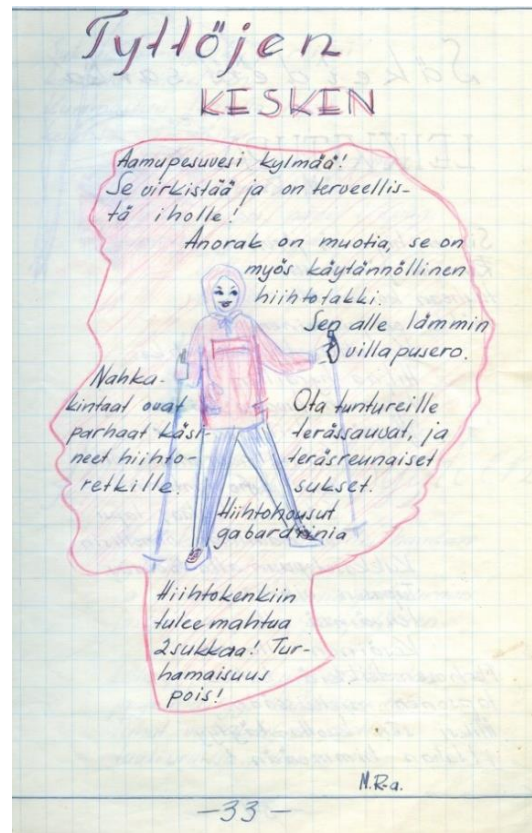 Tyttöjen
KESKEN
Aamupesuvesi kylmää!
Se virkistää ja on terveellis-
tä iholle!
Anorak on muotia, se on
myös käytännöllinen
hiihtotakki.
Sen alle lämmin
villapusero.
Nahka-
kintaat ovat
parhaat käsi-
neet hiihto-
retkille.
Ota tuntureille
terässauvat, ja
teräsreunaiset
sukset.
Hiihtohousut
gabardiinia
Hiihtokenkiin
tulee mahtua
2 sukkaa! Tur-
hamaisuus
pois!
M.R-a.
-33-